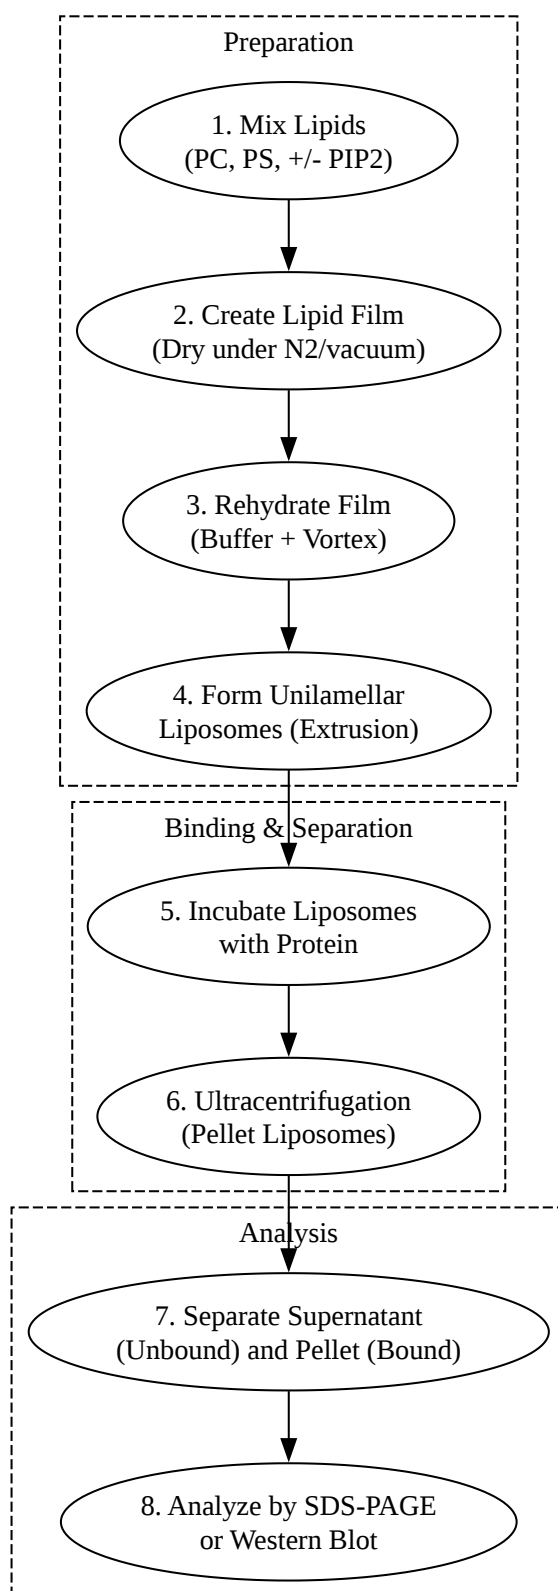 Preparation
1. Mix Lipids
(PC, PS, +/- PIP2)
2. Create Lipid Film
(Dry under N2/vacuum)
3. Rehydrate Film
(Buffer + Vortex)
4. Form Unilamellar
Liposomes (Extrusion)
Binding & Separation
5. Incubate Liposomes
with Protein
6. Ultracentrifugation
(Pellet Liposomes)
Analysis
7. Separate Supernatant
(Unbound) and Pellet (Bound)
8. Analyze by SDS-PAGE
or Western Blot